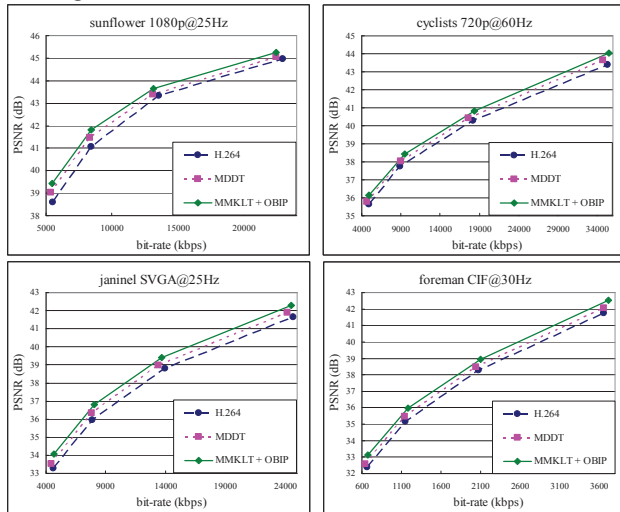 sunflower 1080p@25Hz
PSNR (dB)
46
45
44
43
42
41
40
39
38
5000
10000
15000
20000
bit-rate (kbps)
H.264
MDDT
MMKLT + OBIP
cyclists 720p@60Hz
PSNR (dB)
45
44
43
42
41
40
39
38
37
36
35
4000
9000
14000
19000
24000
29000
34000
bit-rate (kbps)
H.264
MDDT
MMKLT + OBIP
janinel SVGA@25Hz
PSNR (dB)
43
42
41
40
39
38
37
36
35
34
33
4000
9000
14000
19000
24000
bit-rate (kbps)
H.264
MDDT
MMKLT + OBIP
foreman CIF@30Hz
PSNR (dB)
43
42
41
40
39
38
37
36
35
34
33
32
600
1100
1600
2100
2600
3100
3600
bit-rate (kbps)
H.264
MDDT
MMKLT + OBIP